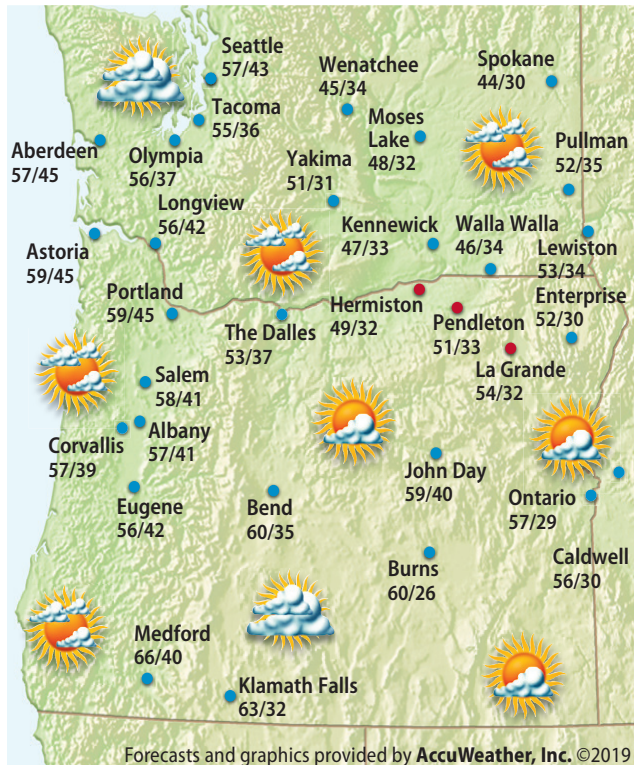 Seattle
57/43
Wenatchee
45/34
Spokane
44/30
Tacoma
55/36
Moses
Lake
48/32
Aberdeen
57/45
Olympia
56/37
Yakima
51/31
Pullman
52/35
Longview
56/42
Kennewick
47/33
Walla Walla
46/34
Lewiston
53/34
Astoria
59/45
Portland
59/45
The Dalles
53/37
Hermiston
49/32
Pendleton
51/33
Enterprise
52/30
La Grande
54/32
Salem
58/41
Albany
57/41
Corvallis
57/39
John Day
59/40
Eugene
56/42
Bend
60/35
Ontario
57/29
Burns
60/26
Caldwell
56/30
Medford
66/40
Klamath Falls
63/32
Forecasts and graphics provided by AccuWeather, Inc. ©2019